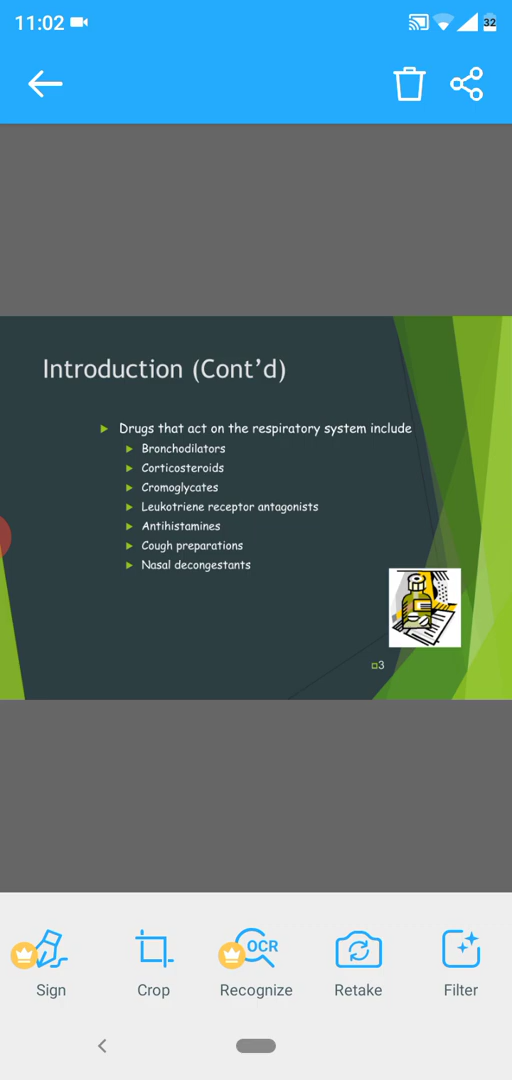 11:02
32
Introduction (Cont'd)
Drugs that act on the respiratory system include
Bronchodilators
Corticosteroids
Cromoglycates
Leukotriene receptor antagonists
Antihistamines
Cough preparations
Nasal decongestants
3
OCR
Sign
Crop
Recognize
Retake
Filter